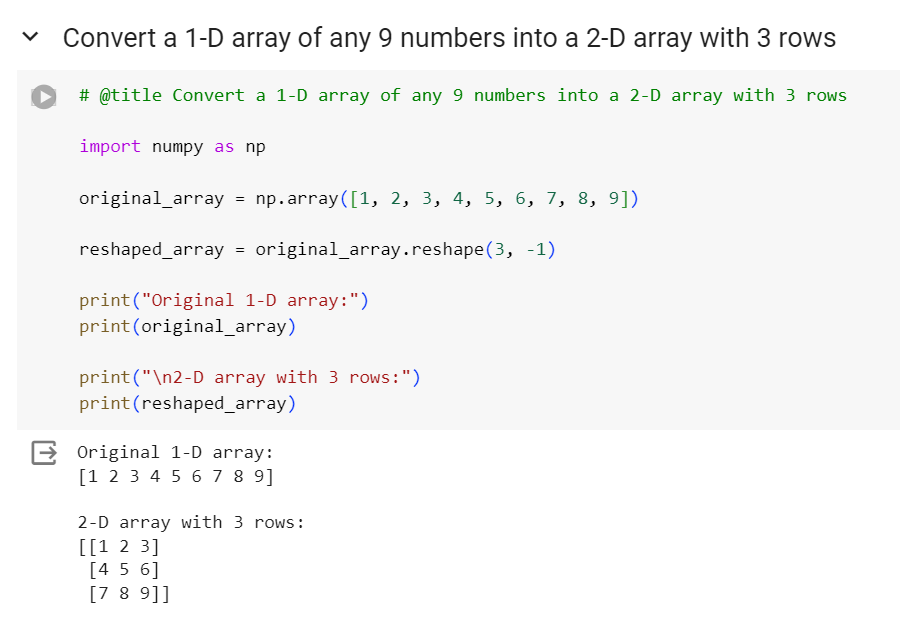 Convert a 1-D array of any 9 numbers into a 2-D array with 3 rows
# @title Convert a 1-D array of any 9 numbers into a 2-D array with 3 rows
import numpy as np
original_array = np.array([1, 2, 3, 4, 5, 6, 7, 8, 9])
reshaped_array = original_array.reshape(3, -1)
print("Original 1-D array:")
print(original_array)
print("\n2-D array with 3 rows:")
print(reshaped_array)
Original 1-D array:
[1 2 3 4 5 6 7 8 9]
2-D array with 3 rows:
[[1 2 3]
 [4 5 6]
 [7 8 9]]